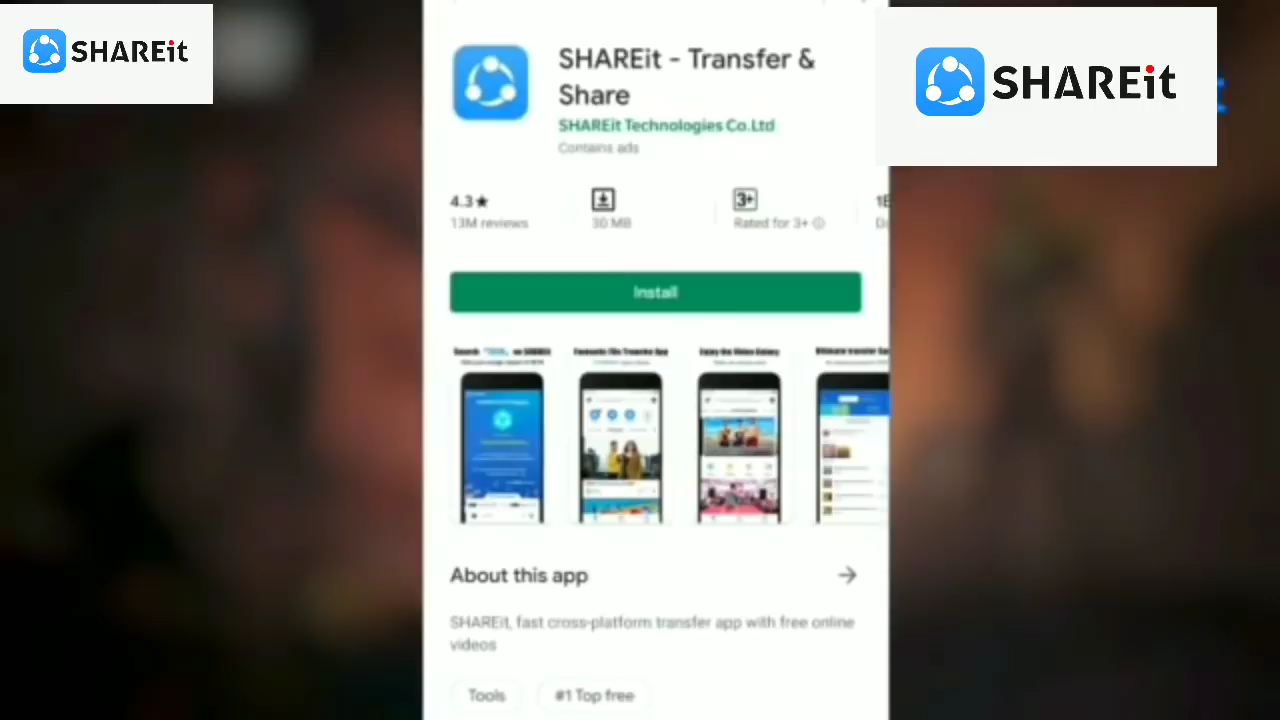 SHAREit
SHAREit
SHAREit - Transfer &
Share
SHAREit Technologies Co.Ltd
Contains ads
4.3★
13M reviews
30 MB
3+
Rated for 3+
Install
About this app
SHAREit, fast cross-platform transfer app with free online
videos
Tools
#1 Top free